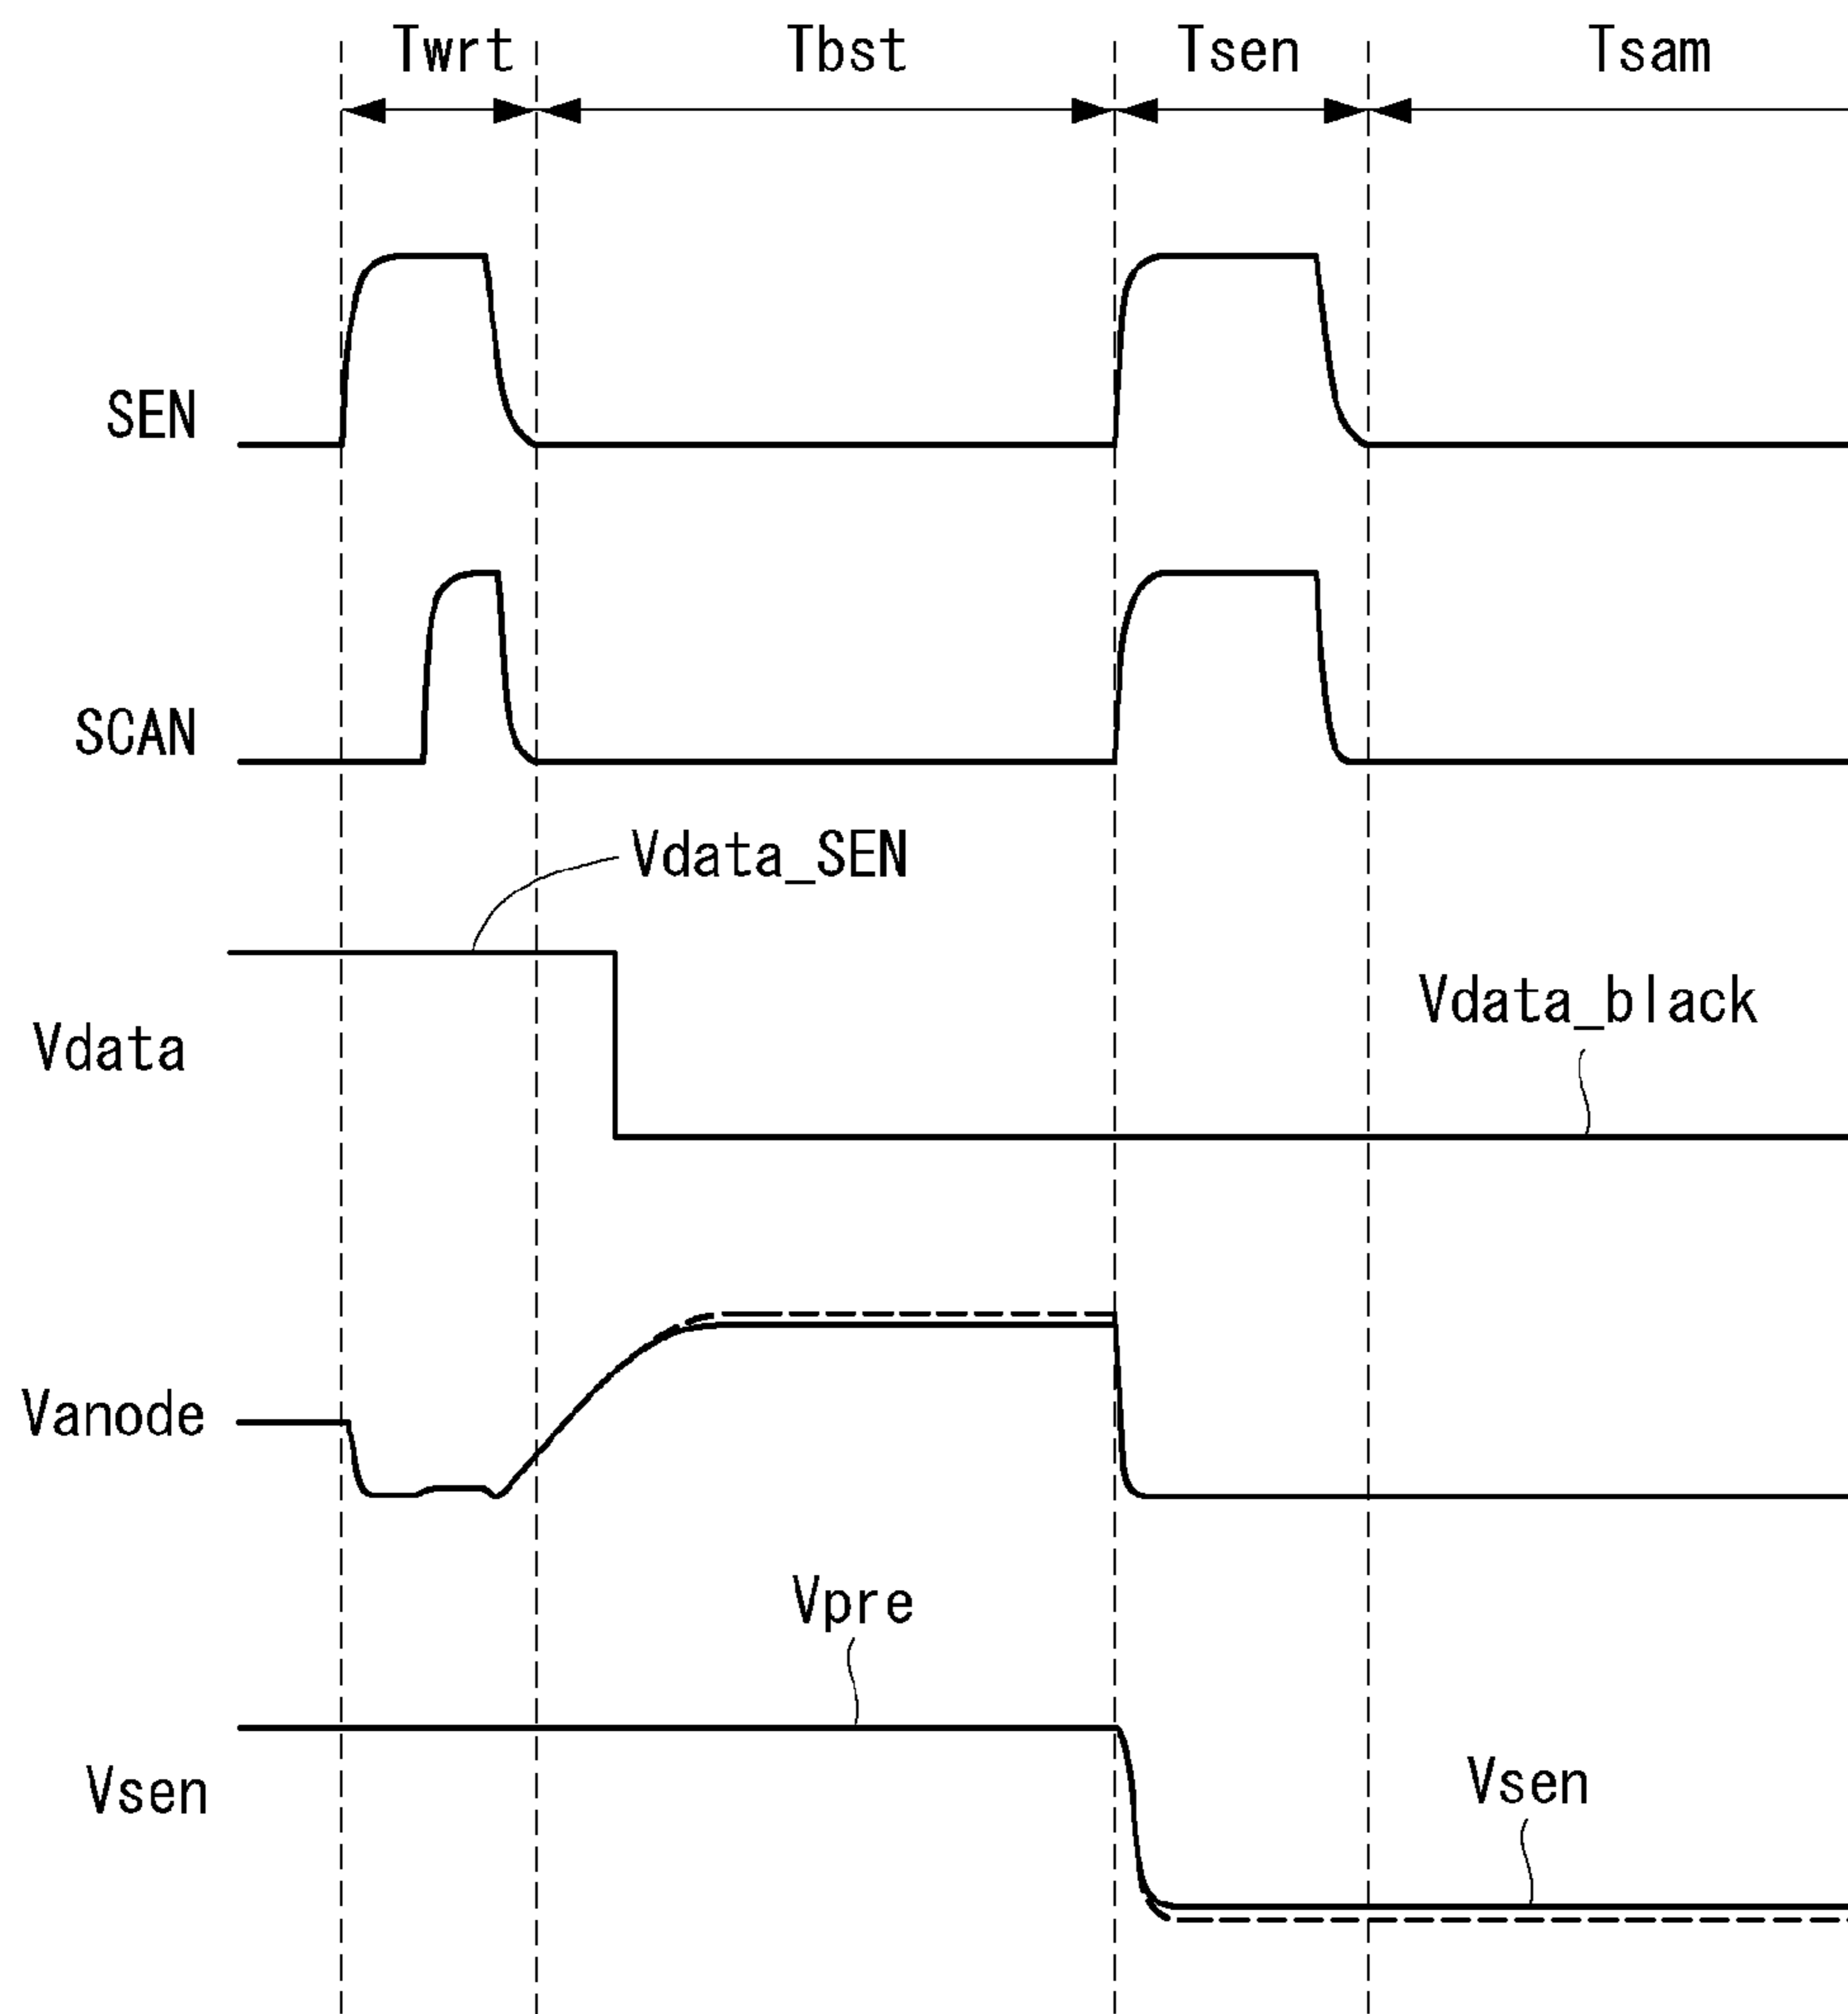 Twrt Tbst Tsen Tsam
SEN
SCAN
Vdata_SEN
Vdata_black
Vdata
Vanode
Vpre
Vsen
Vsen